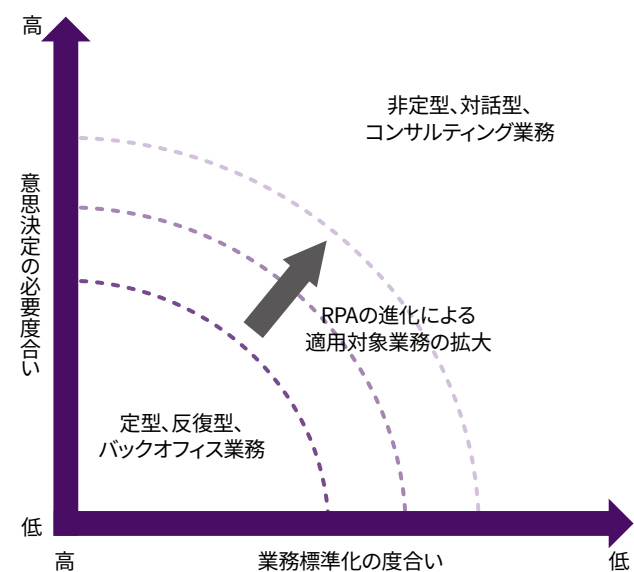 高
非定型、対話型、
コンサルティング業務
意思決定の必要度合い
RPAの進化による
適用対象業務の拡大
定型、反復型、
バックオフィス業務
低
高
業務標準化の度合い
低